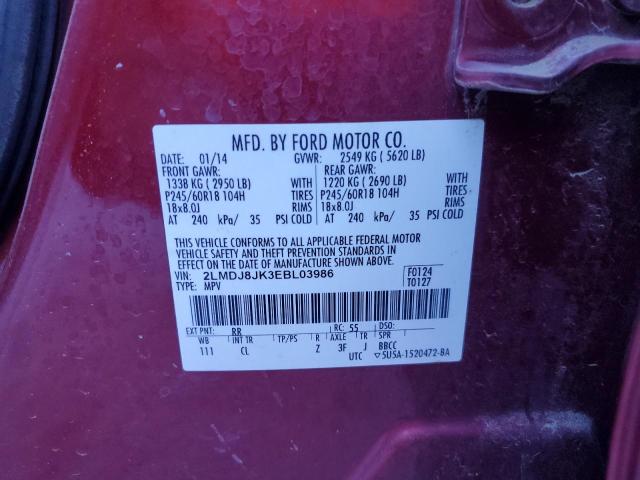 MFD. BY FORD MOTOR CO.
DATE: 01/14 GVWR: 2549 KG ( 5620 LB)
FRONT GAWR: REAR GAWR:
1338 KG ( 2950 LB) WITH 1220 KG ( 2690 LB) WITH
P245/60R18 104H TIRES P245/60R18 104H TIRES
18x8.0J RIMS 18x8.0J RIMS
AT 240 kPa/ 35 PSI COLD AT 240 kPa/ 35 PSI COLD
THIS VEHICLE CONFORMS TO ALL APPLICABLE FEDERAL MOTOR
VEHICLE SAFETY AND THEFT PREVENTION STANDARDS IN
EFFECT ON THE DATE OF MANUFACTURE SHOWN ABOVE.
VIN: 2LMDJ8JK3EBL03986 F0124
TYPE: MPV T0127
EXT PNT: RR RC: 55 DSO:
WB INT TR TP/PS R AXLE TR SPR
111 CL Z 3F J BBCC
UTC ▽5U5A-1520472-BA